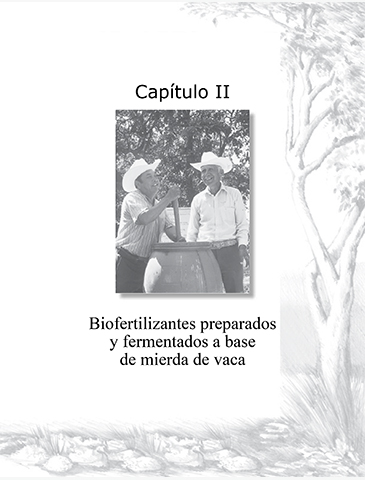 Capítulo II
Biofertilizantes preparados
y fermentados a base
de mierda de vaca